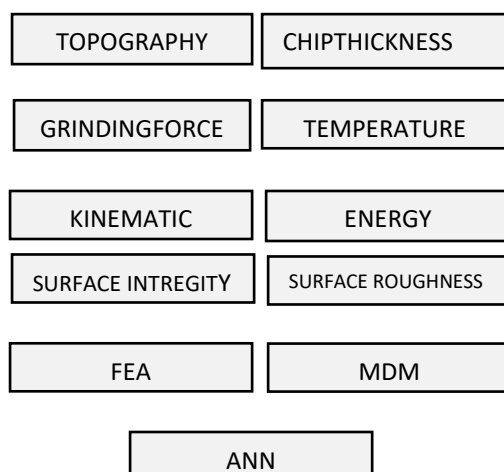 TOPOGRAPHY CHIPTHICKNESS
GRINDINGFORCE TEMPERATURE
KINEMATIC ENERGY
SURFACE INTREGITY SURFACE ROUGHNESS
FEA MDM
ANN